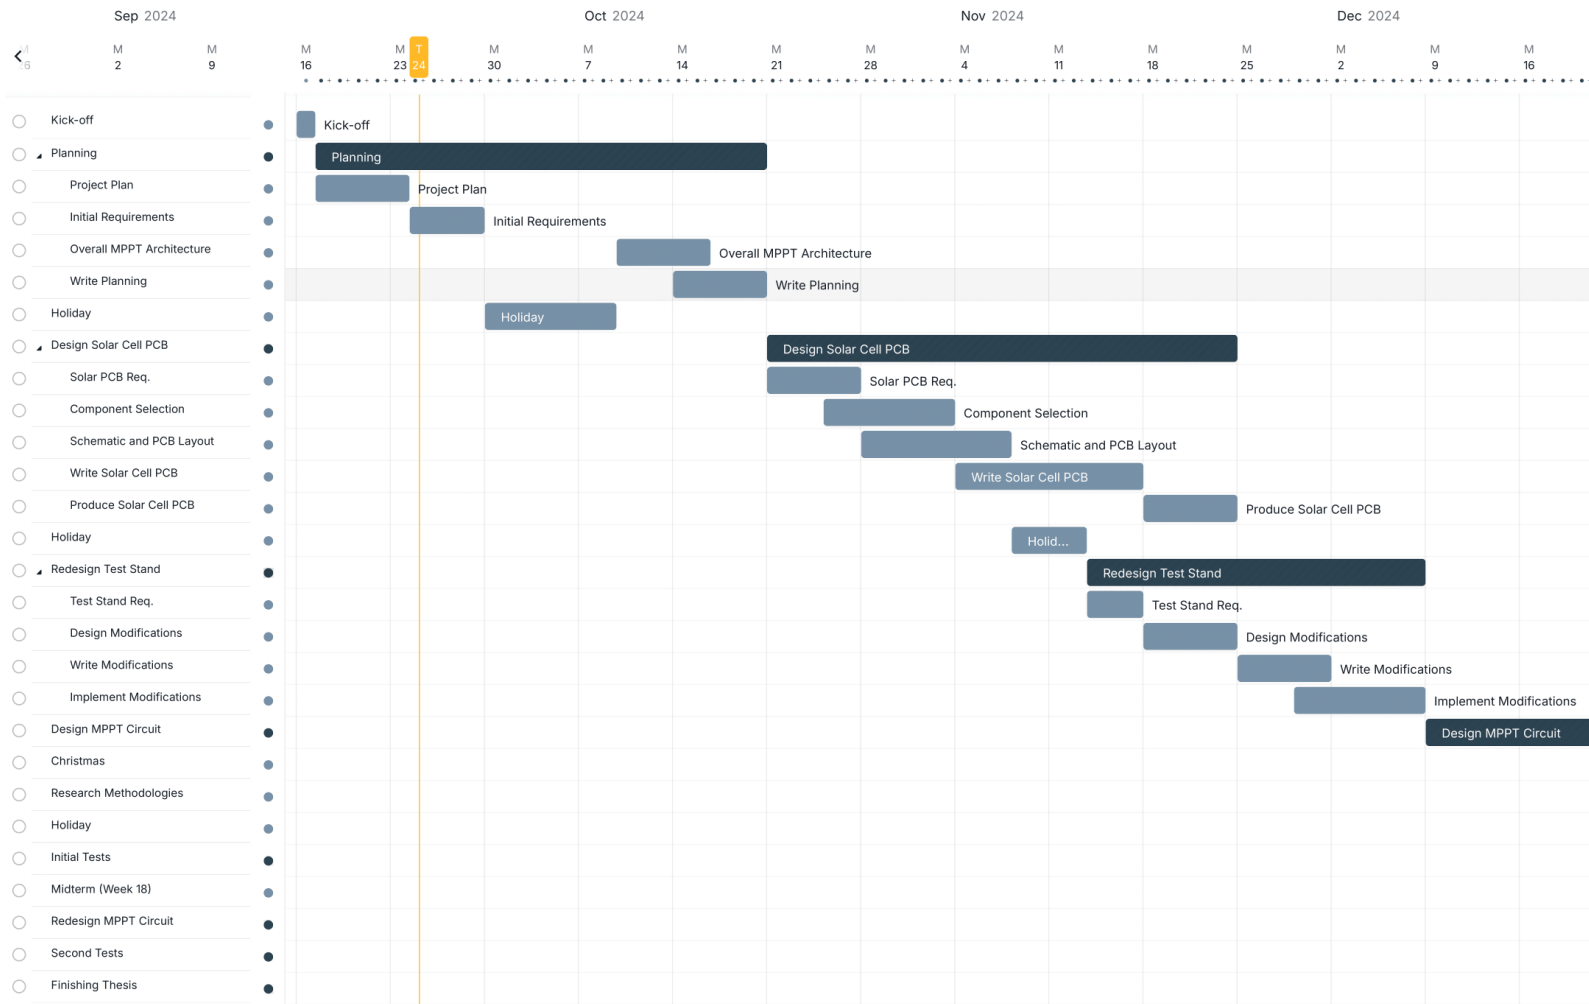 Sep 2024 Oct 2024 Nov 2024 Dec 2024
M M M M T M M M M M M M M M M M M
6 2 9 16 23 24 30 7 14 21 28 4 11 18 25 2 9 16
Kick-off Kick-off
Planning Planning
Project Plan Project Plan
Initial Requirements Initial Requirements
Overall MPPT Architecture Overall MPPT Architecture
Write Planning Write Planning
Holiday Holiday
Design Solar Cell PCB Design Solar Cell PCB
Solar PCB Req. Solar PCB Req.
Component Selection Component Selection
Schematic and PCB Layout Schematic and PCB Layout
Write Solar Cell PCB Write Solar Cell PCB
Produce Solar Cell PCB Produce Solar Cell PCB
Holiday Holid...
Redesign Test Stand Redesign Test Stand
Test Stand Req. Test Stand Req.
Design Modifications Design Modifications
Write Modifications Write Modifications
Implement Modifications Implement Modifications
Design MPPT Circuit Design MPPT Circuit
Christmas
Research Methodologies
Holiday
Initial Tests
Midterm (Week 18)
Redesign MPPT Circuit
Second Tests
Finishing Thesis